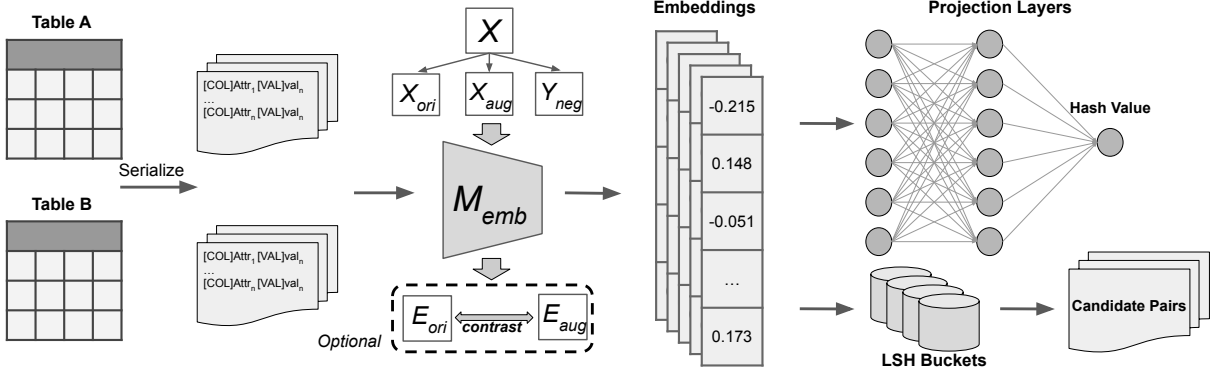 Table A
[COL]Attr1 [VAL]valn
...
[COL]Attrn [VAL]valn
Serialize
Table B
[COL]Attr1 [VAL]valn
...
[COL]Attrn [VAL]valn
X
Xori
Xaug
Yneg
Memb
Eori
contrast
Eaug
Optional
Embeddings
-0.215
0.148
-0.051
...
0.173
Projection Layers
Hash Value
LSH Buckets
Candidate Pairs